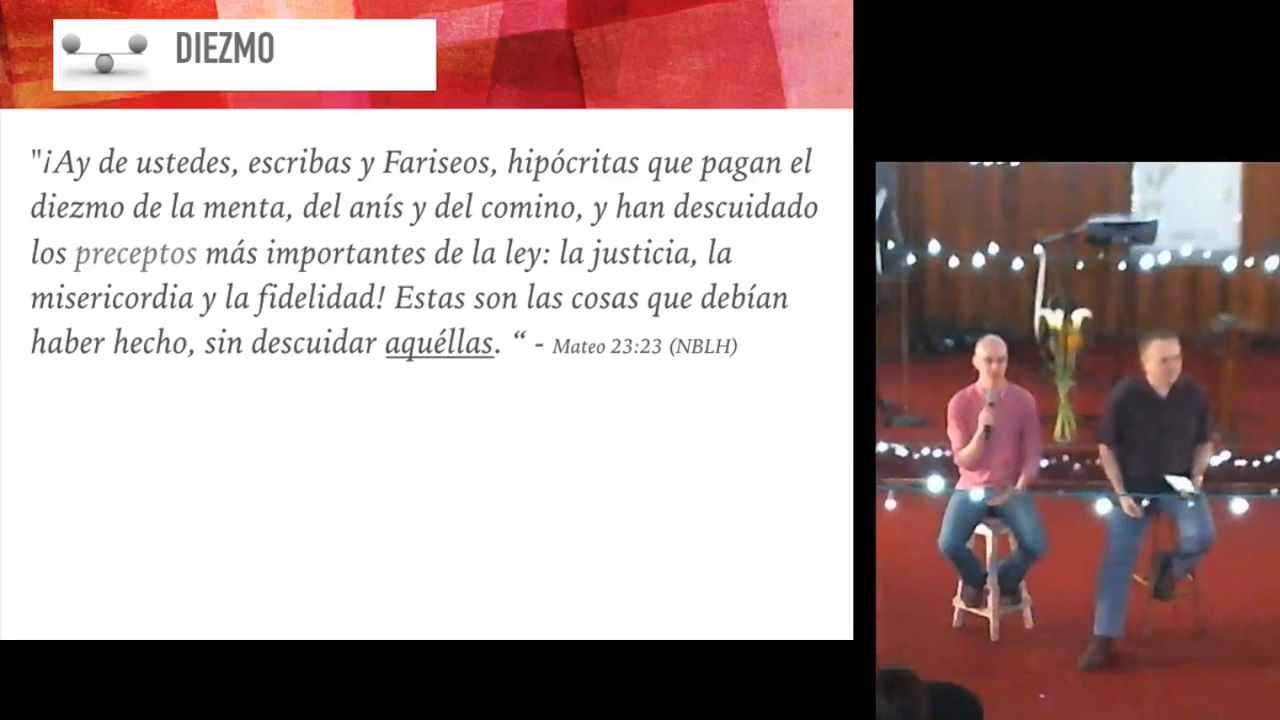 DIEZMO
"¡Ay de ustedes, escribas y Fariseos, hipócritas que pagan el
diezmo de la menta, del anís y del comino, y han descuidado
los preceptos más importantes de la ley: la justicia, la
misericordia y la fidelidad! Estas son las cosas que debían
haber hecho, sin descuidar aquéllas. “ - Mateo 23:23 (NBLH)